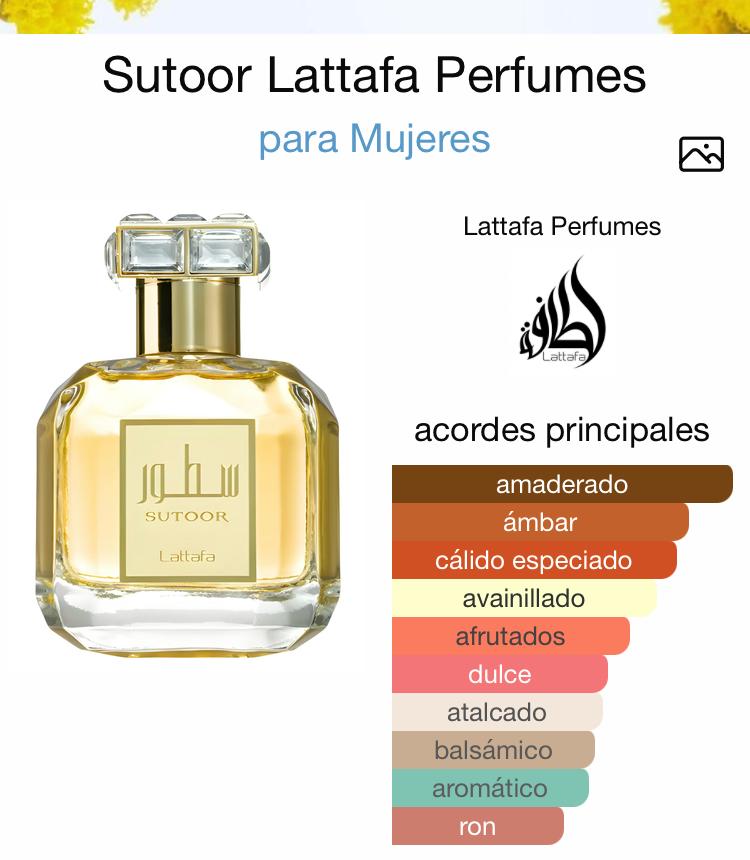 Sutoor Lattafa Perfumes
para Mujeres
سطور
SUTOOR
Lattafa
Lattafa Perfumes
لطافة
Lattafa
acordes principales
amaderado
ámbar
cálido especiado
avainillado
afrutados
dulce
atalcado
balsámico
aromático
ron